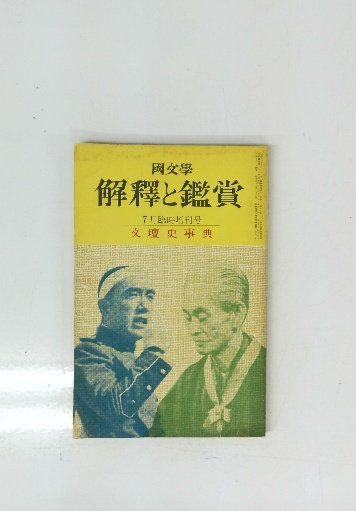 國文學
解釋と鑑賞
7月臨時増刊号
文壇史事典